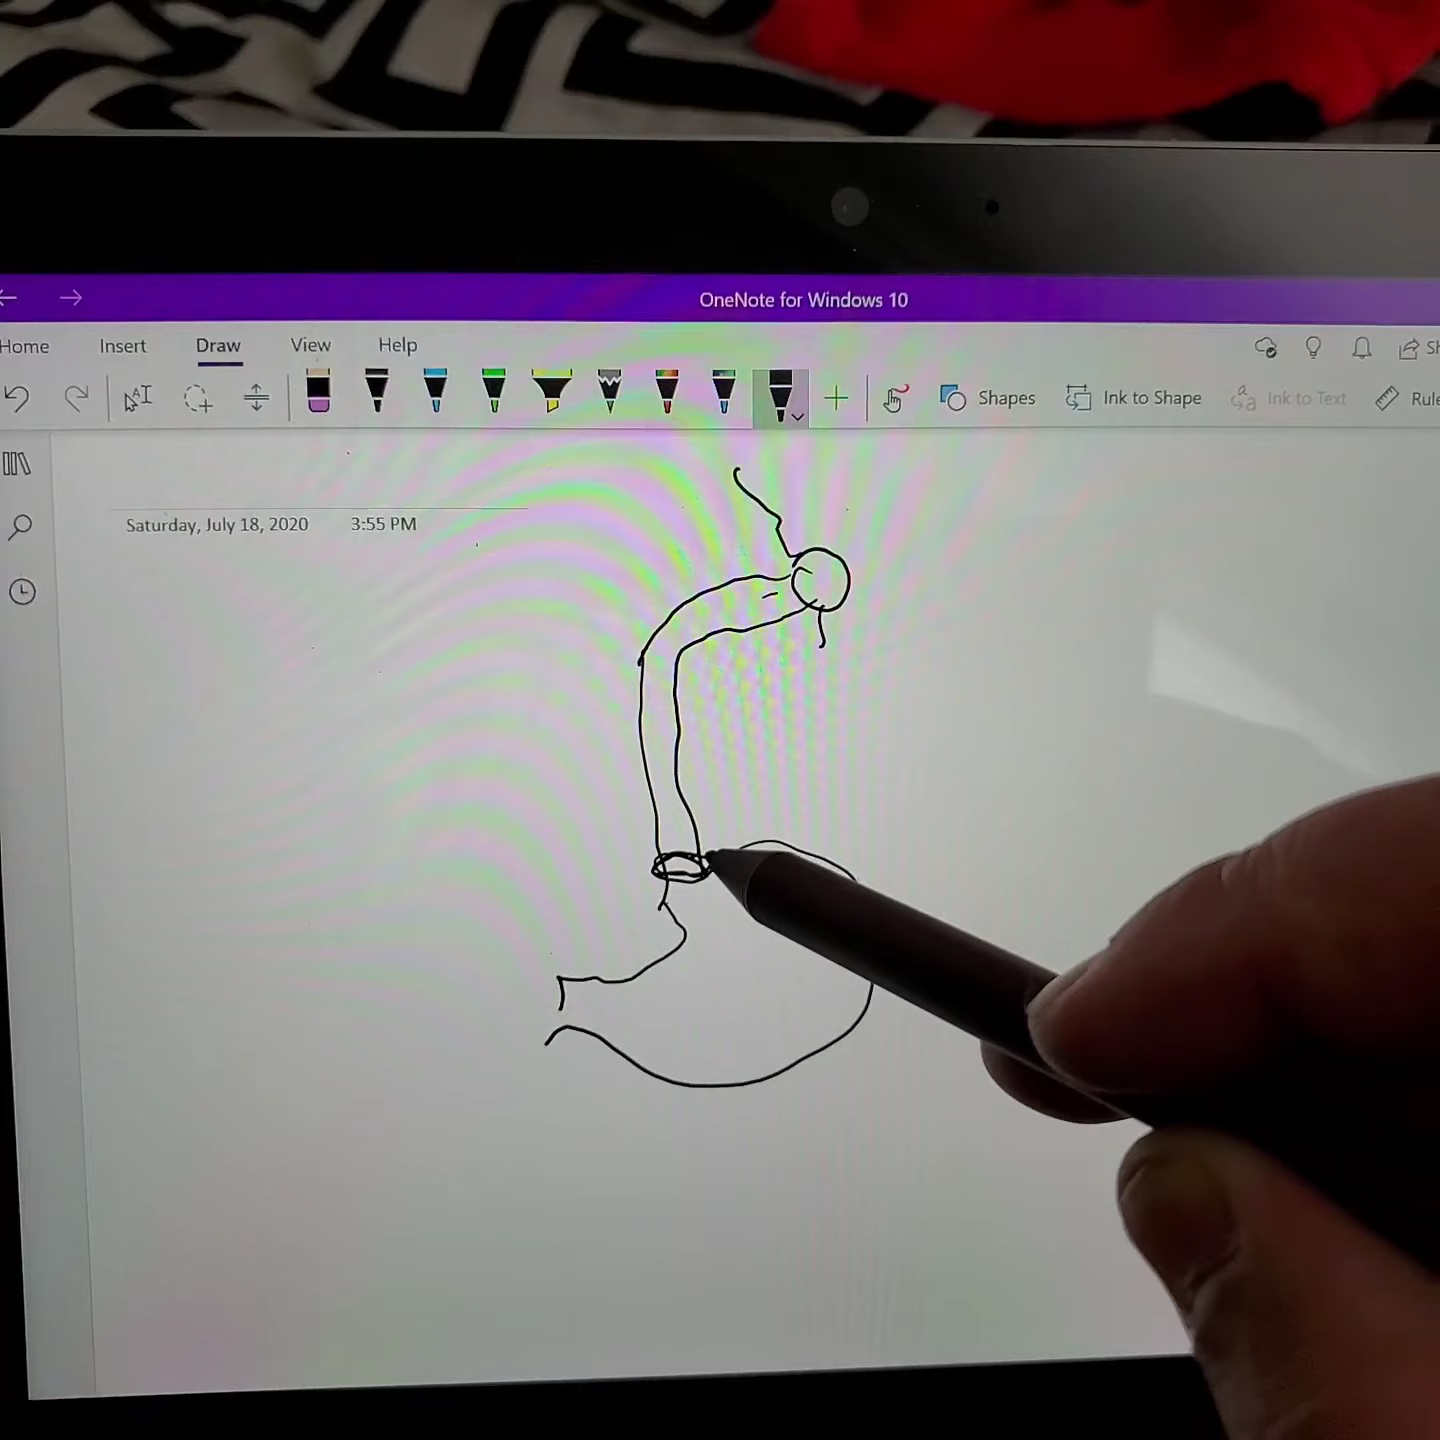 OneNote for Windows 10
Home Insert Draw View Help
Shapes Ink to Shape Ink to Text
Saturday, July 18, 2020 3:55 PM